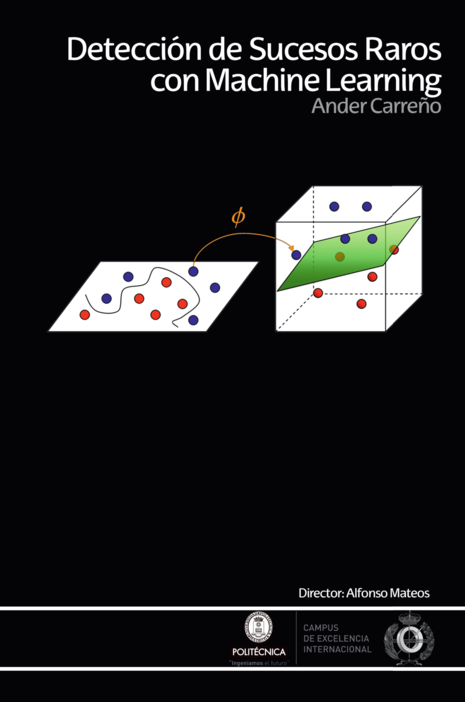 Detección de Sucesos Raros
con Machine Learning
Ander Carreño
ϕ
Director: Alfonso Mateos
POLITÉCNICA
"Ingeniamos el futuro"
CAMPUS
DE EXCELENCIA
INTERNACIONAL